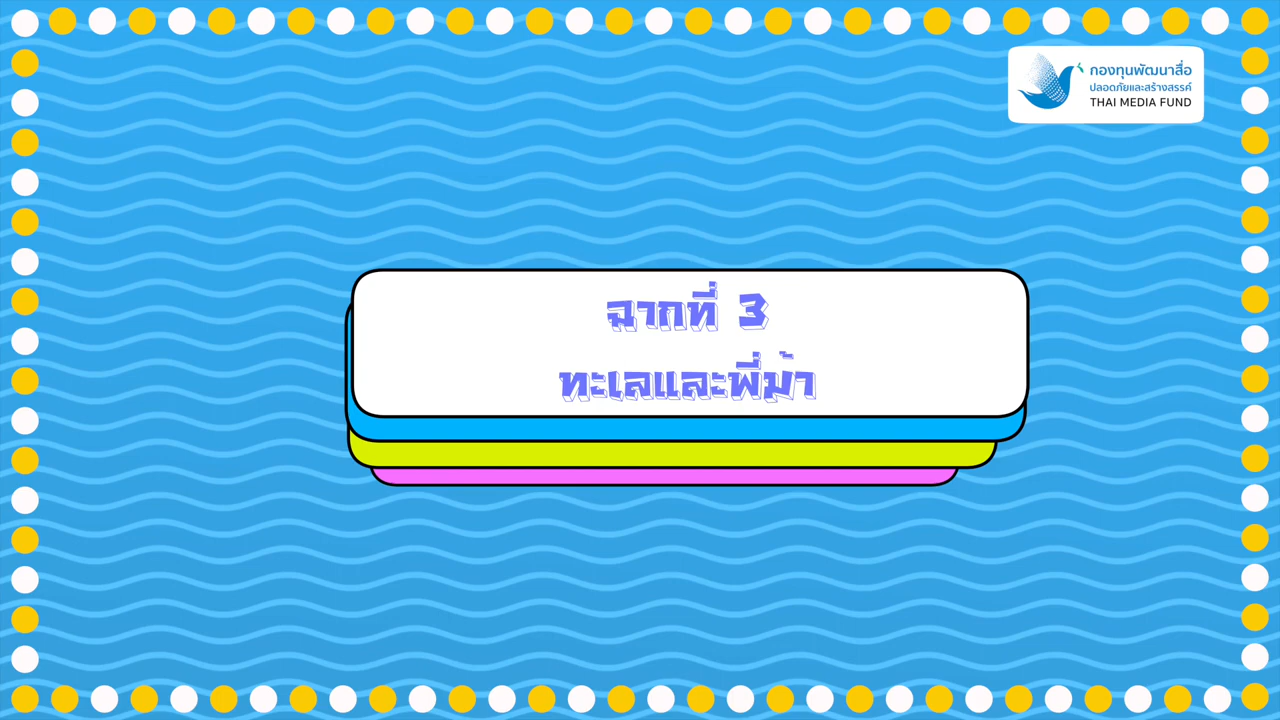 กองทุนพัฒนาสื่อ
ปลอดภัยและสร้างสรรค์
THAI MEDIA FUND
ฉากที่ 3
ทะเลและพี่ม้า